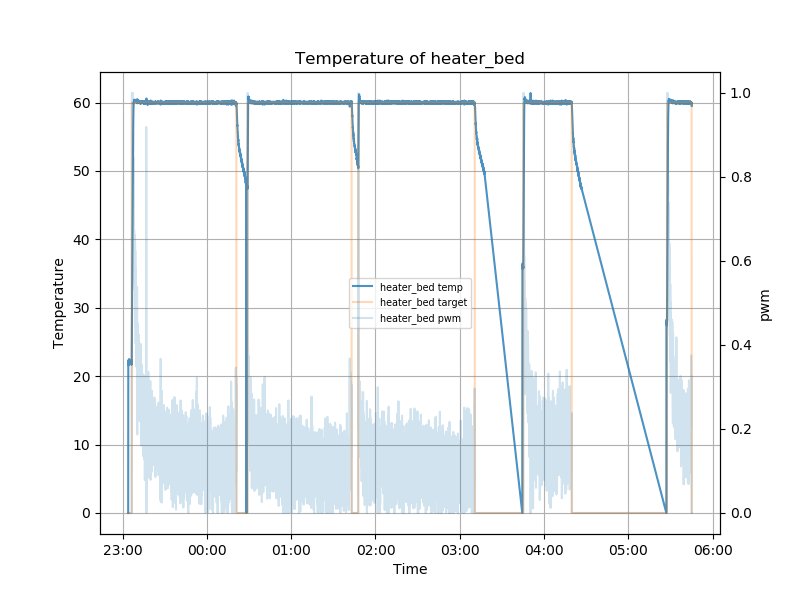 Temperature of heater_bed
60
50
40
30
20
10
0
Temperature
1.0
0.8
0.6
0.4
0.2
0.0
pwm
heater_bed temp
heater_bed target
heater_bed pwm
23:00 00:00 01:00 02:00 03:00 04:00 05:00 06:00
Time